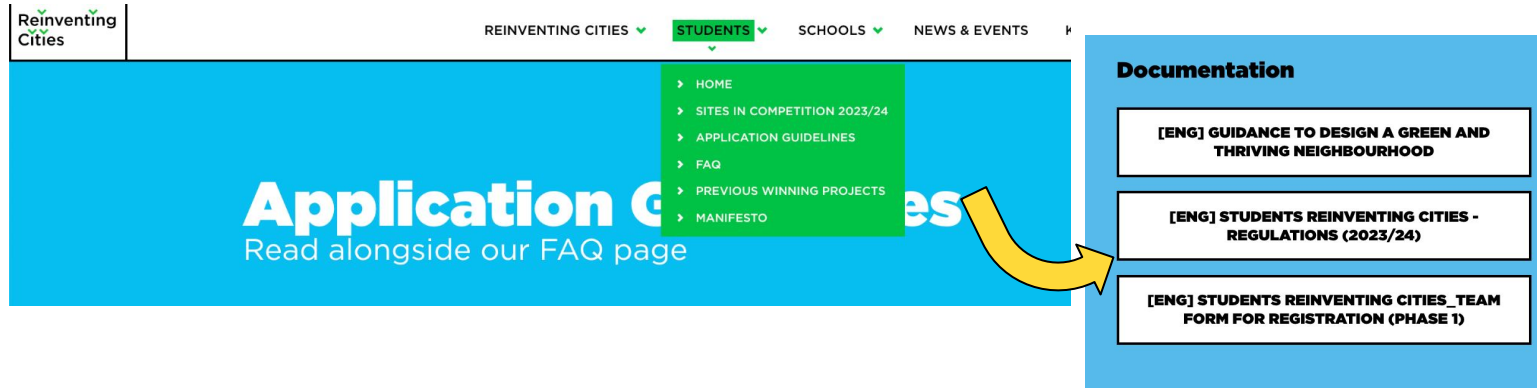 Reinventing
Cities
REINVENTING CITIES
STUDENTS
SCHOOLS
NEWS & EVENTS
HOME
SITES IN COMPETITION 2023/24
APPLICATION GUIDELINES
FAQ
PREVIOUS WINNING PROJECTS
MANIFESTO
Application
Read alongside our FAQ page
Documentation
[ENG] GUIDANCE TO DESIGN A GREEN AND
THRIVING NEIGHBOURHOOD
[ENG] STUDENTS REINVENTING CITIES -
REGULATIONS (2023/24)
[ENG] STUDENTS REINVENTING CITIES_TEAM
FORM FOR REGISTRATION (PHASE 1)